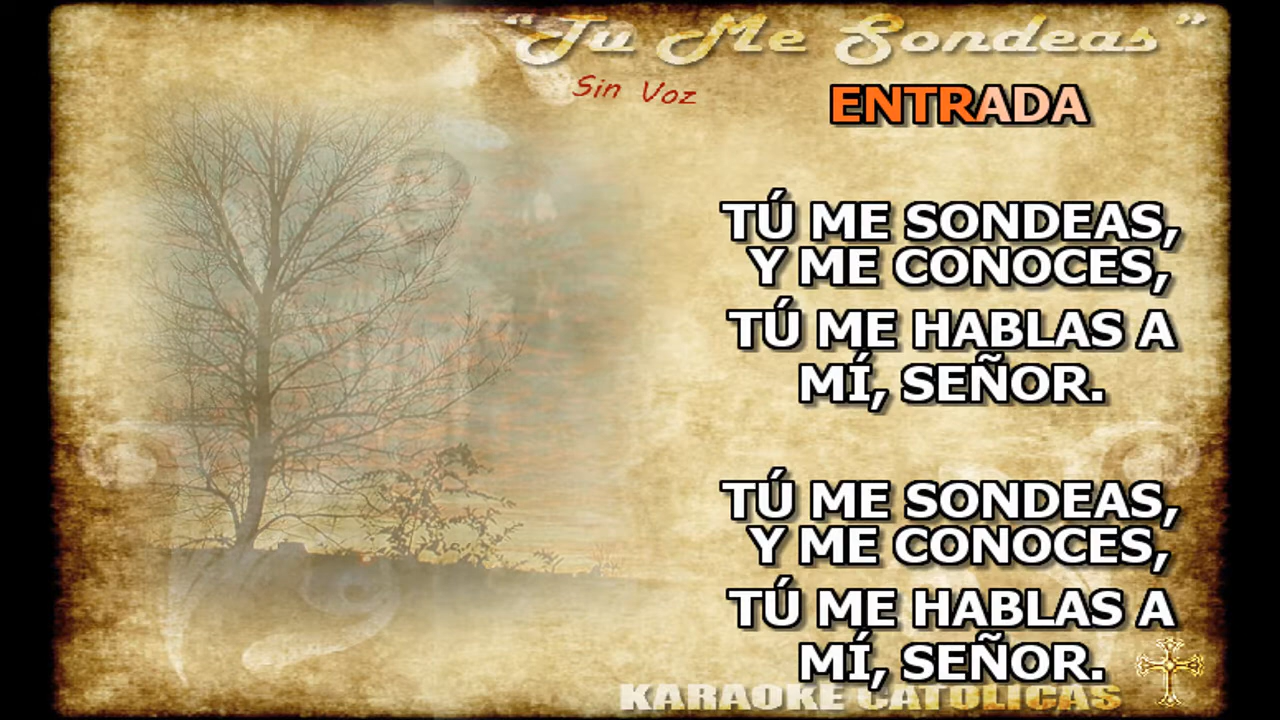 “Tu Me Sondeas”
Sin Voz
ENTRADA
TÚ ME SONDEAS,
Y ME CONOCES,
TÚ ME HABLAS A
MÍ, SEÑOR.
TÚ ME SONDEAS,
Y ME CONOCES,
TÚ ME HABLAS A
MÍ, SEÑOR.
KARAOKE CATOLICAS